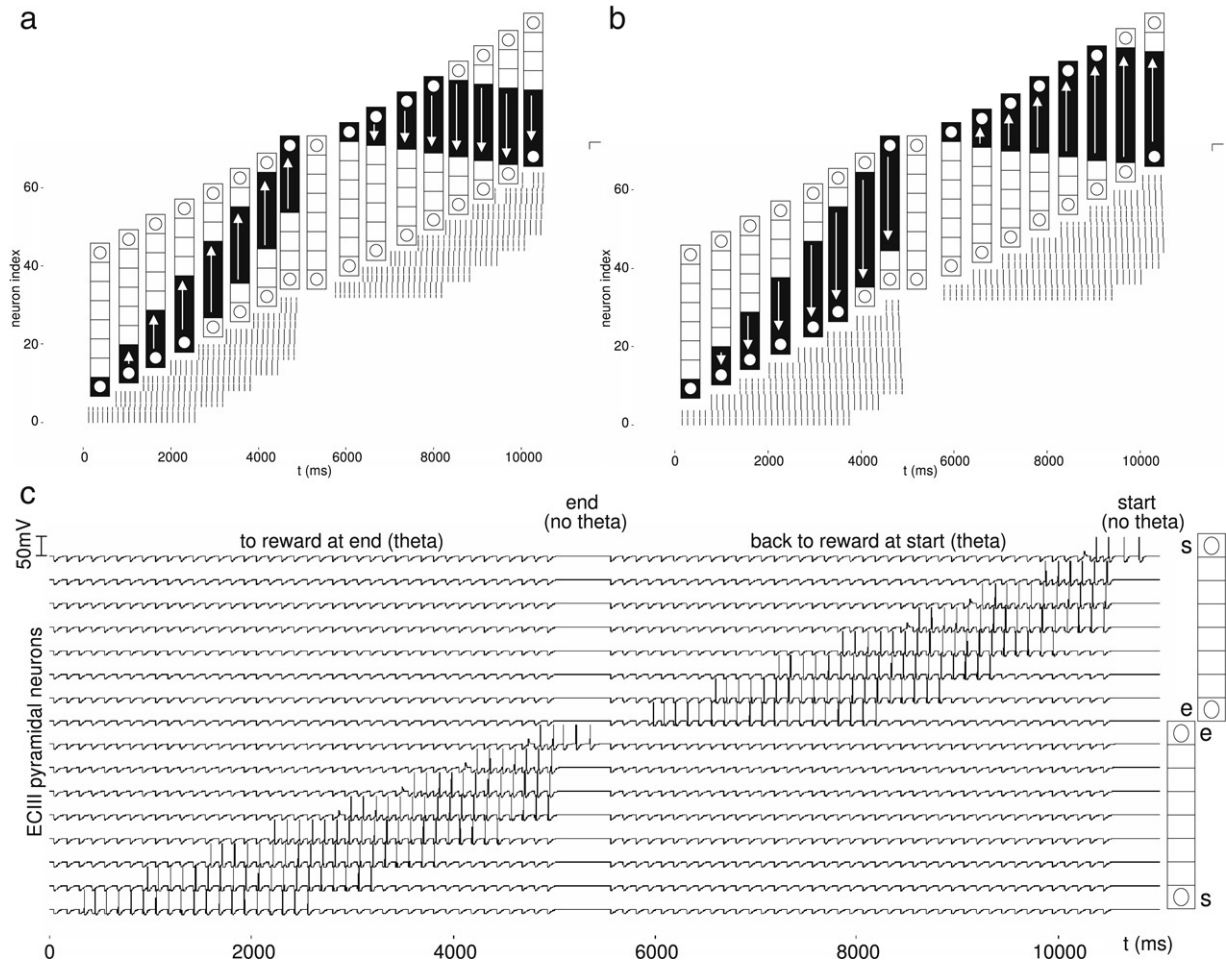 a
b
60
40
20
0
neuron index
0 2000 4000 6000 8000 10000
t (ms)
60
40
20
0
neuron index
0 2000 4000 6000 8000 10000
t (ms)
c
end
(no theta)
start
(no theta)
50mV
to reward at end (theta)
back to reward at start (theta)
s
e
e
s
ECIII pyramidal neurons
0 2000 4000 6000 8000 10000 t (ms)